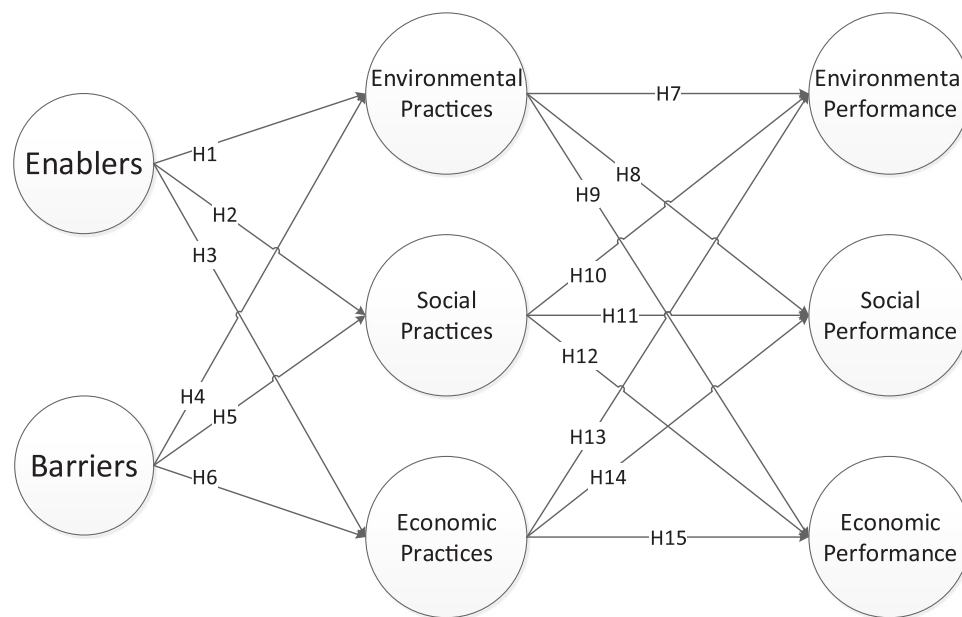 Enablers
Barriers
Environmental
Practices
Social
Practices
Economic
Practices
Environmenta
Performance
Social
Performance
Economic
Performance
H1
H2
H3
H4
H5
H6
H7
H8
H9
H10
H11
H12
H13
H14
H15